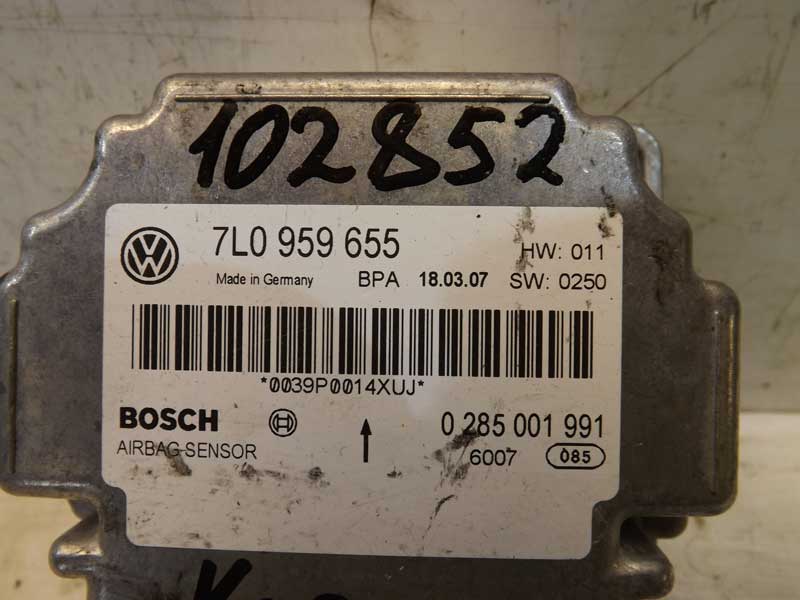 102852
7L0 959 655 HW: 011
Made in Germany BPA 18.03.07 SW: 0250
*0039P0014XUJ*
BOSCH 0 285 001 991
AIRBAG-SENSOR 6007 085